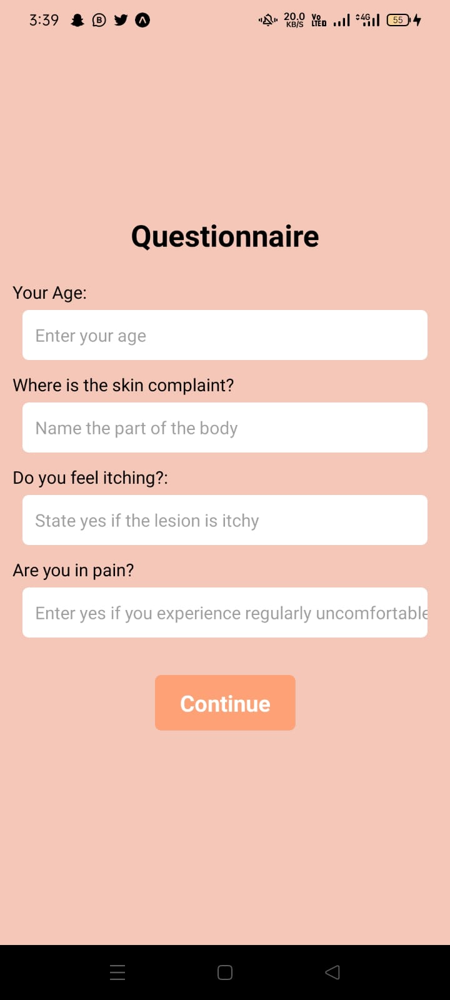 3:39 20.0 KB/S Vo LTED 4G 55
Questionnaire
Your Age:
Enter your age
Where is the skin complaint?
Name the part of the body
Do you feel itching?:
State yes if the lesion is itchy
Are you in pain?
Enter yes if you experience regularly uncomfortable
Continue